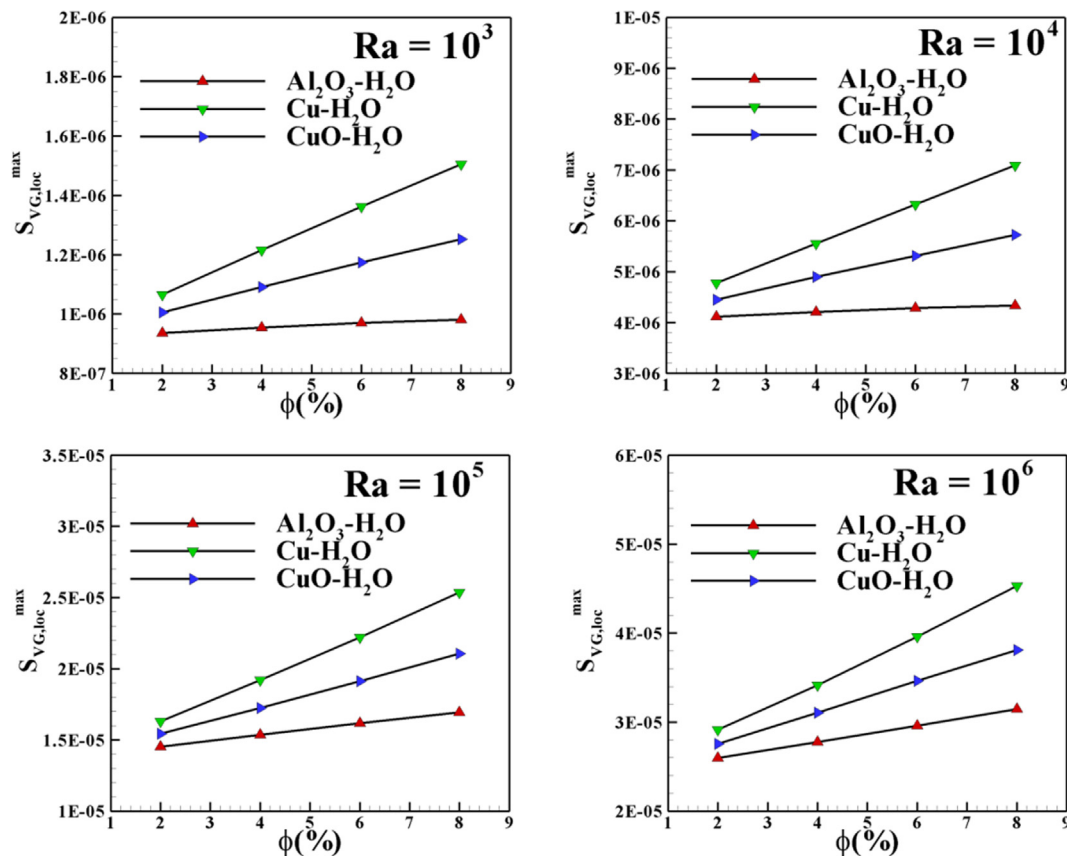 2E-06
1.8E-06
1.6E-06
1.4E-06
1.2E-06
1E-06
8E-07
S_VG,loc^max
Ra = 10³
Al₂O₃-H₂O
Cu-H₂O
CuO-H₂O
1 2 3 4 5 6 7 8 9
ϕ(%)
1E-05
9E-06
8E-06
7E-06
6E-06
5E-06
4E-06
3E-06
S_VG,loc^max
Ra = 10⁴
Al₂O₃-H₂O
Cu-H₂O
CuO-H₂O
1 2 3 4 5 6 7 8 9
ϕ(%)
3.5E-05
3E-05
2.5E-05
2E-05
1.5E-05
1E-05
S_VG,loc^max
Ra = 10⁵
Al₂O₃-H₂O
Cu-H₂O
CuO-H₂O
1 2 3 4 5 6 7 8 9
ϕ(%)
6E-05
5E-05
4E-05
3E-05
2E-05
S_VG,loc^max
Ra = 10⁶
Al₂O₃-H₂O
Cu-H₂O
CuO-H₂O
1 2 3 4 5 6 7 8 9
ϕ(%)